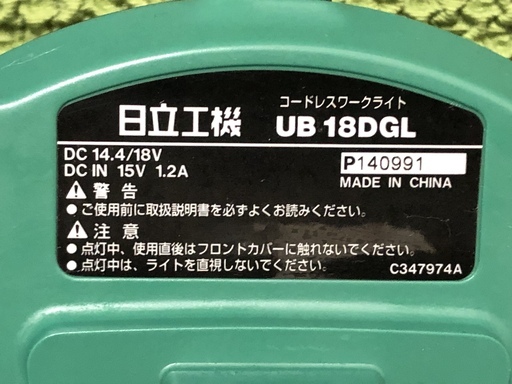 コードレスワークライト
日立工機 UB 18DGL
DC 14.4/18V
DC IN 15V 1.2A
P140991
MADE IN CHINA
⚠ 警告
●ご使用前に取扱説明書を必ずよくお読みください。
⚠ 注意
●点灯中、使用直後はフロントカバーに触れないでください。
●点灯中は、ライトを直視しないでください。
C347974A